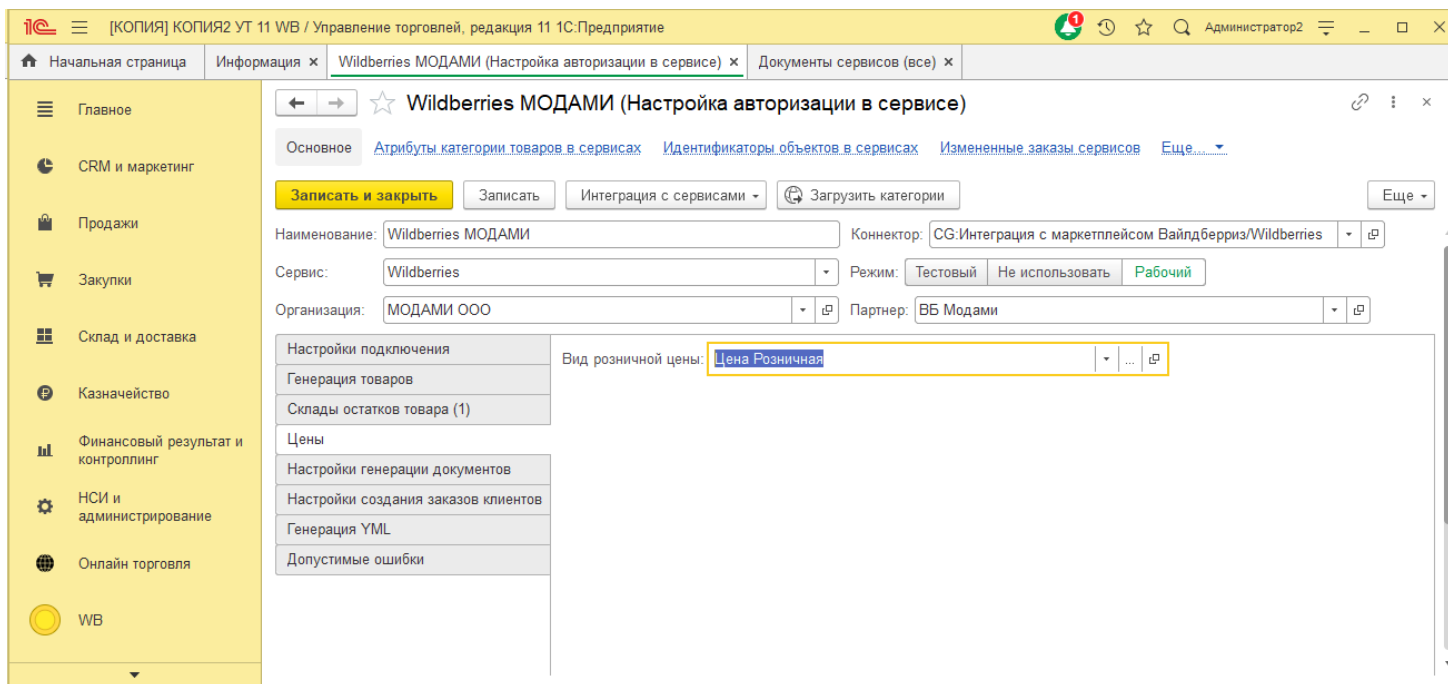 1С [КОПИЯ] КОПИЯ2 УТ 11 WB / Управление торговлей, редакция 11 1С:Предприятие 1 Администратор2
Начальная страница Информация × Wildberries МОДАМИ (Настройка авторизации в сервисе) × Документы сервисов (все) ×
Главное
CRM и маркетинг
Продажи
Закупки
Склад и доставка
Казначейство
Финансовый результат и
контроллинг
НСИ и
администрирование
Онлайн торговля
WB
Wildberries МОДАМИ (Настройка авторизации в сервисе)
Основное Атрибуты категории товаров в сервисах Идентификаторы объектов в сервисах Измененные заказы сервисов Еще...
Записать и закрыть Записать Интеграция с сервисами Загрузить категории Еще
Наименование: Wildberries МОДАМИ Коннектор: CG:Интеграция с маркетплейсом Вайлдберриз/Wildberries
Сервис: Wildberries Режим: Тестовый Не использовать Рабочий
Организация: МОДАМИ ООО Партнер: ВБ Модами
Настройки подключения
Генерация товаров
Склады остатков товара (1)
Цены
Настройки генерации документов
Настройки создания заказов клиентов
Генерация YML
Допустимые ошибки
Вид розничной цены: Цена Розничная ...